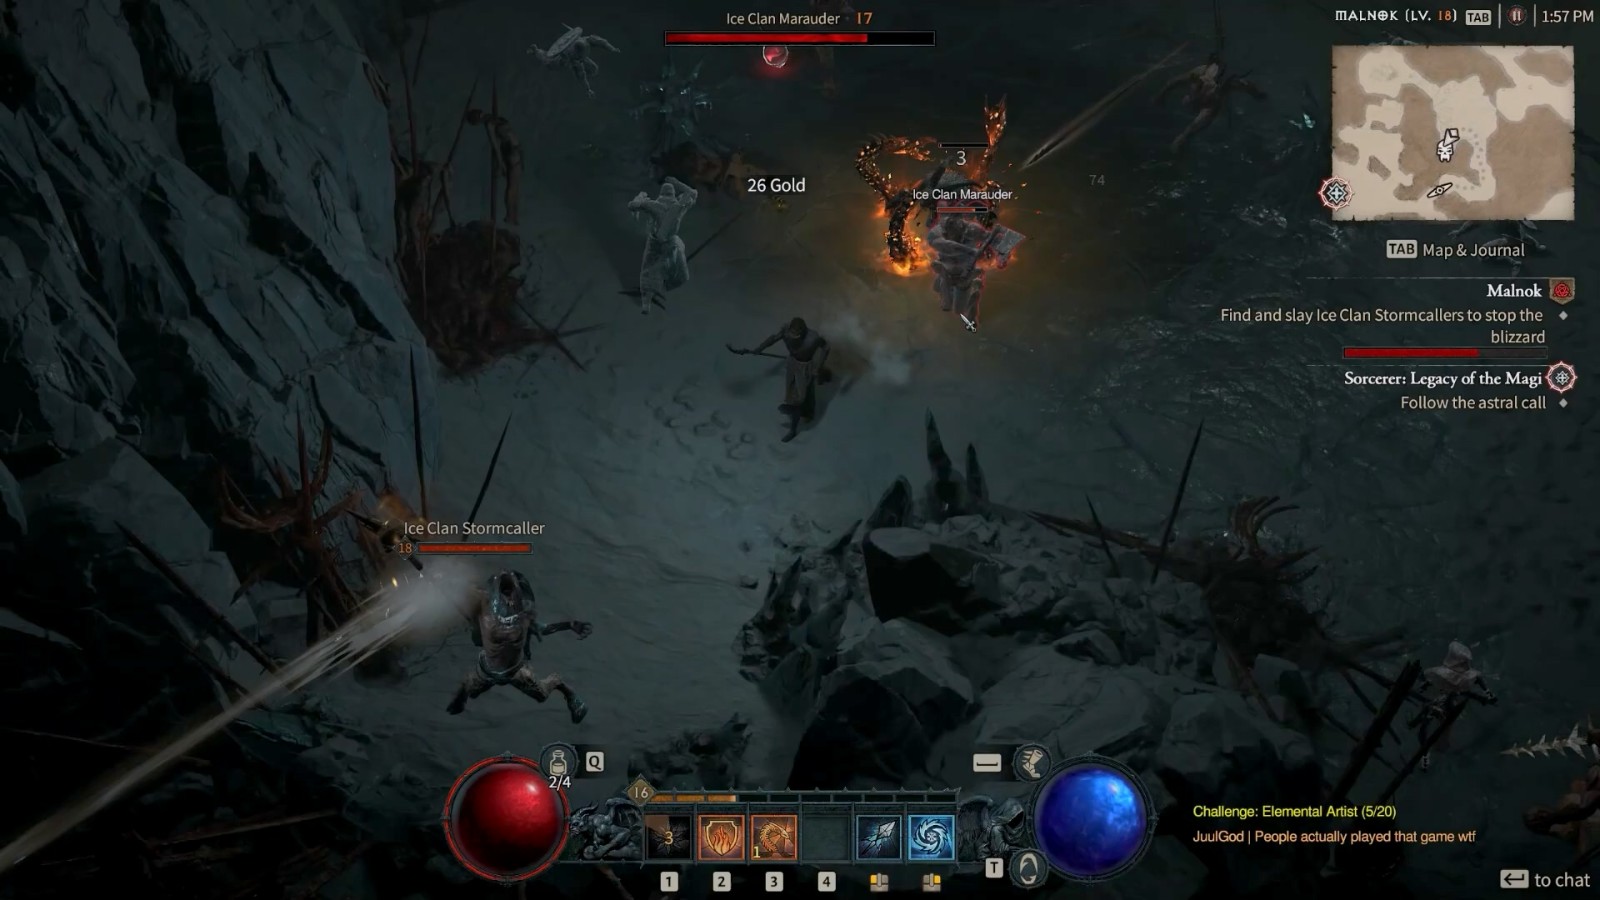 Ice Clan Marauder · 17
MALNOK (LV. 18) TAB
1:57 PM
3
Ice Clan Marauder
74
26 Gold
TAB Map & Journal
Malnok
Find and slay Ice Clan Stormcallers to stop the
blizzard
Sorcerer: Legacy of the Magi
Follow the astral call
Ice Clan Stormcaller
18
Q
2/4
16
3
1
T
1
2
3
4
Challenge: Elemental Artist (5/20)
JuulGod | People actually played that game wtf
to chat